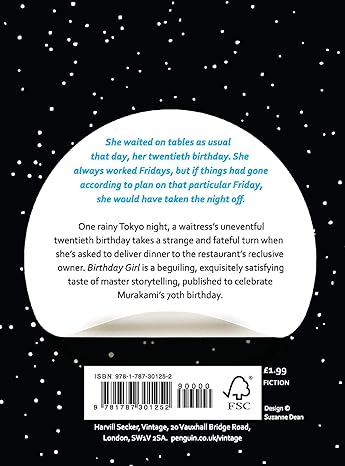 She waited on tables as usual
that day, her twentieth birthday. She
always worked Fridays, but if things had gone
according to plan on that particular Friday,
she would have taken the night off.
One rainy Tokyo night, a waitress's uneventful
twentieth birthday takes a strange and fateful turn when
she's asked to deliver dinner to the restaurant's reclusive
owner. Birthday Girl is a beguiling, exquisitely satisfying
taste of master storytelling, published to celebrate
Murakami's 70th birthday.
£1.99
FICTION
ISBN 978-1-787-30125-2
90000
9 781787 301252
FSC
Design ©
Suzanne Dean
Harvill Secker, Vintage, 20 Vauxhall Bridge Road,
London, SW1V 2SA. penguin.co.uk/vintage